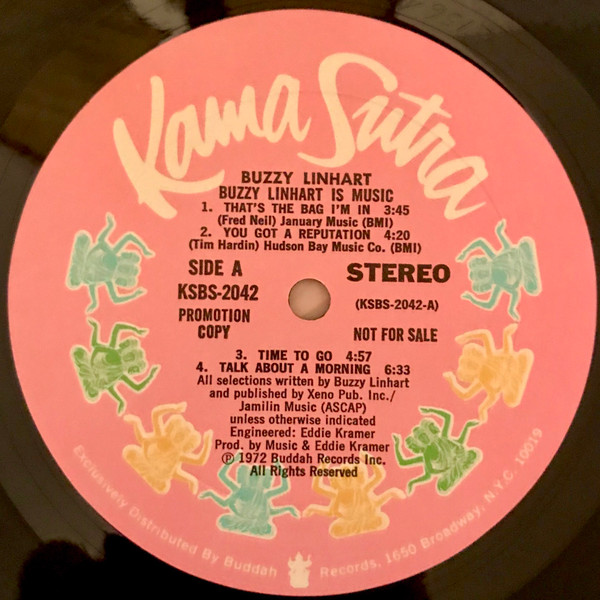 Kama Sutra
BUZZY LINHART
BUZZY LINHART IS MUSIC
1. THAT'S THE BAG I'M IN 3:45
(Fred Neil) January Music (BMI)
2. YOU GOT A REPUTATION 4:20
(Tim Hardin) Hudson Bay Music Co. (BMI)
SIDE A
STEREO
KSBS-2042
(KSBS-2042-A)
PROMOTION
COPY
NOT FOR SALE
3. TIME TO GO 4:57
4. TALK ABOUT A MORNING 6:33
All selections written by Buzzy Linhart
and published by Xeno Pub. Inc./
Jamilin Music (ASCAP)
unless otherwise indicated
Engineered: Eddie Kramer
Prod. by Music & Eddie Kramer
Ⓟ 1972 Buddah Records Inc.
All Rights Reserved
Exclusively Distributed By Buddah Records, 1650 Broadway, N.Y.C. 10019